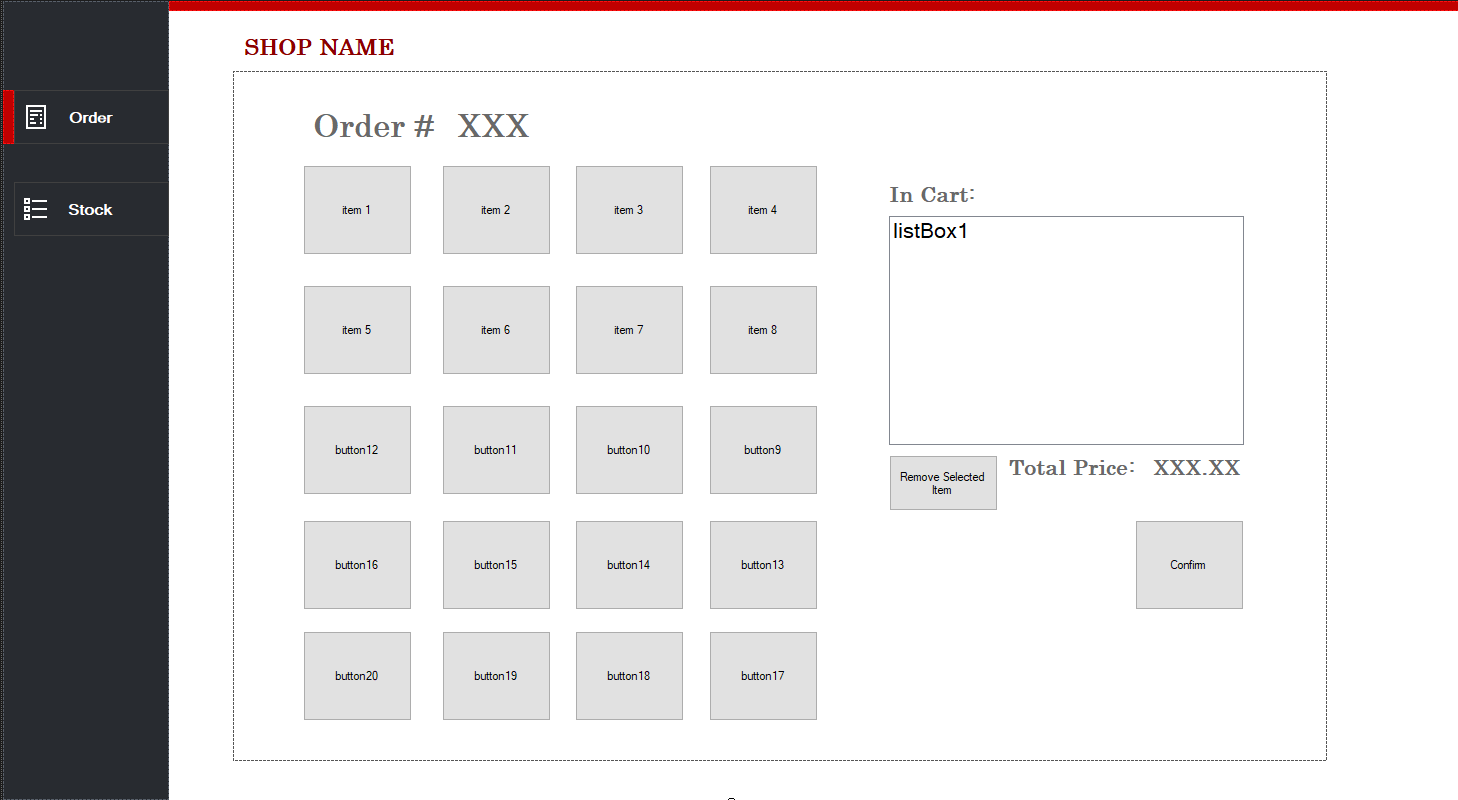 SHOP NAME
Order
Stock
Order # XXX
item 1
item 2
item 3
item 4
item 5
item 6
item 7
item 8
button12
button11
button10
button9
button16
button15
button14
button13
button20
button19
button18
button17
In Cart:
listBox1
Remove Selected
Item
Total Price: XXX.XX
Confirm